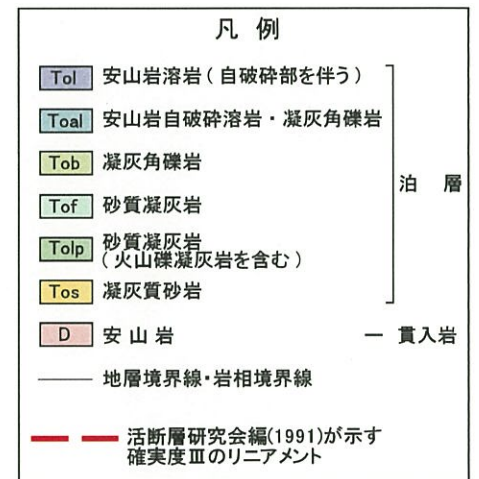 凡 例
Tol 安山岩溶岩（自破砕部を伴う）
Toal 安山岩自破砕溶岩・凝灰角礫岩
Tob 凝灰角礫岩
泊 層
Tof 砂質凝灰岩
Tolp 砂質凝灰岩
（火山礫凝灰岩を含む）
Tos 凝灰質砂岩
D 安 山 岩 ー 貫入岩
地層境界線・岩相境界線
活断層研究会編(1991)が示す
確実度Ⅲのリニアメント